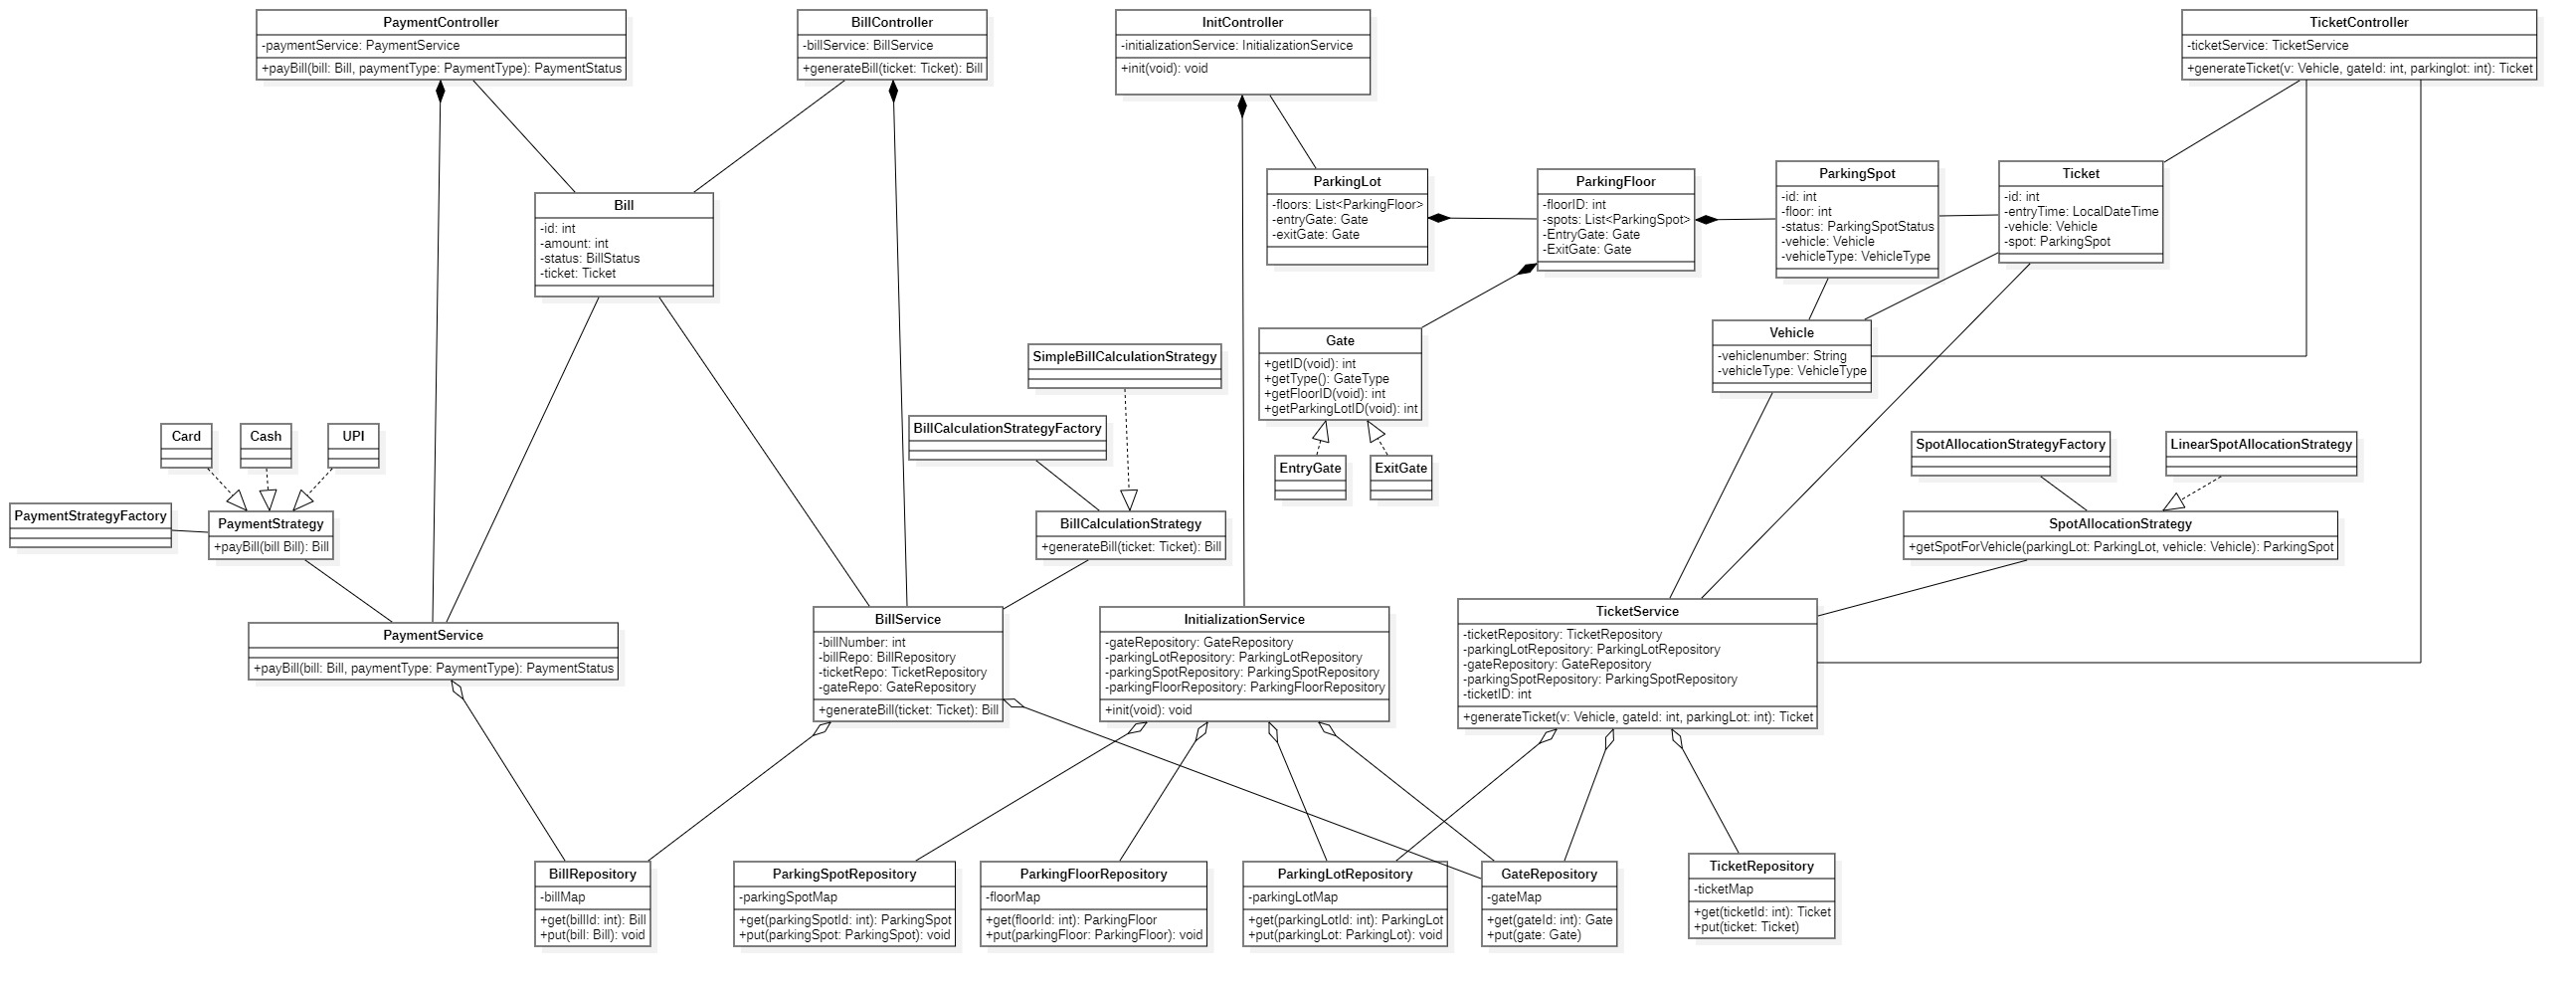 PaymentController
-paymentService: PaymentService
+payBill(bill: Bill, paymentType: PaymentType): PaymentStatus
BillController
-billService: BillService
+generateBill(ticket: Ticket): Bill
InitController
-initializationService: InitializationService
+init(void): void
TicketController
-ticketService: TicketService
+generateTicket(v: Vehicle, gateId: int, parkinglot: int): Ticket
Bill
-id: int
-amount: int
-status: BillStatus
-ticket: Ticket
ParkingLot
-floors: List<ParkingFloor>
-entryGate: Gate
-exitGate: Gate
ParkingFloor
-floorID: int
-spots: List<ParkingSpot>
-EntryGate: Gate
-ExitGate: Gate
ParkingSpot
-id: int
-floor: int
-status: ParkingSpotStatus
-vehicle: Vehicle
-vehicleType: VehicleType
Ticket
-id: int
-entryTime: LocalDateTime
-vehicle: Vehicle
-spot: ParkingSpot
Vehicle
-vehiclenumber: String
-vehicleType: VehicleType
Gate
+getID(void): int
+getType(): GateType
+getFloorID(void): int
+getParkingLotID(void): int
EntryGate
ExitGate
SimpleBillCalculationStrategy
BillCalculationStrategyFactory
BillCalculationStrategy
+generateBill(ticket: Ticket): Bill
Card
Cash
UPI
PaymentStrategyFactory
PaymentStrategy
+payBill(bill Bill): Bill
SpotAllocationStrategyFactory
LinearSpotAllocationStrategy
SpotAllocationStrategy
+getSpotForVehicle(parkingLot: ParkingLot, vehicle: Vehicle): ParkingSpot
PaymentService
+payBill(bill: Bill, paymentType: PaymentType): PaymentStatus
BillService
-billNumber: int
-billRepo: BillRepository
-ticketRepo: TicketRepository
-gateRepo: GateRepository
+generateBill(ticket: Ticket): Bill
InitializationService
-gateRepository: GateRepository
-parkingLotRepository: ParkingLotRepository
-parkingSpotRepository: ParkingSpotRepository
-parkingFloorRepository: ParkingFloorRepository
+init(void): void
TicketService
-ticketRepository: TicketRepository
-parkingLotRepository: ParkingLotRepository
-gateRepository: GateRepository
-parkingSpotRepository: ParkingSpotRepository
-ticketID: int
+generateTicket(v: Vehicle, gateId: int, parkingLot: int): Ticket
BillRepository
-billMap
+get(billId: int): Bill
+put(bill: Bill): void
ParkingSpotRepository
-parkingSpotMap
+get(parkingSpotId: int): ParkingSpot
+put(parkingSpot: ParkingSpot): void
ParkingFloorRepository
-floorMap
+get(floorId: int): ParkingFloor
+put(parkingFloor: ParkingFloor): void
ParkingLotRepository
-parkingLotMap
+get(parkingLotId: int): ParkingLot
+put(parkingLot: ParkingLot): void
GateRepository
-gateMap
+get(gateId: int): Gate
+put(gate: Gate)
TicketRepository
-ticketMap
+get(ticketId: int): Ticket
+put(ticket: Ticket)